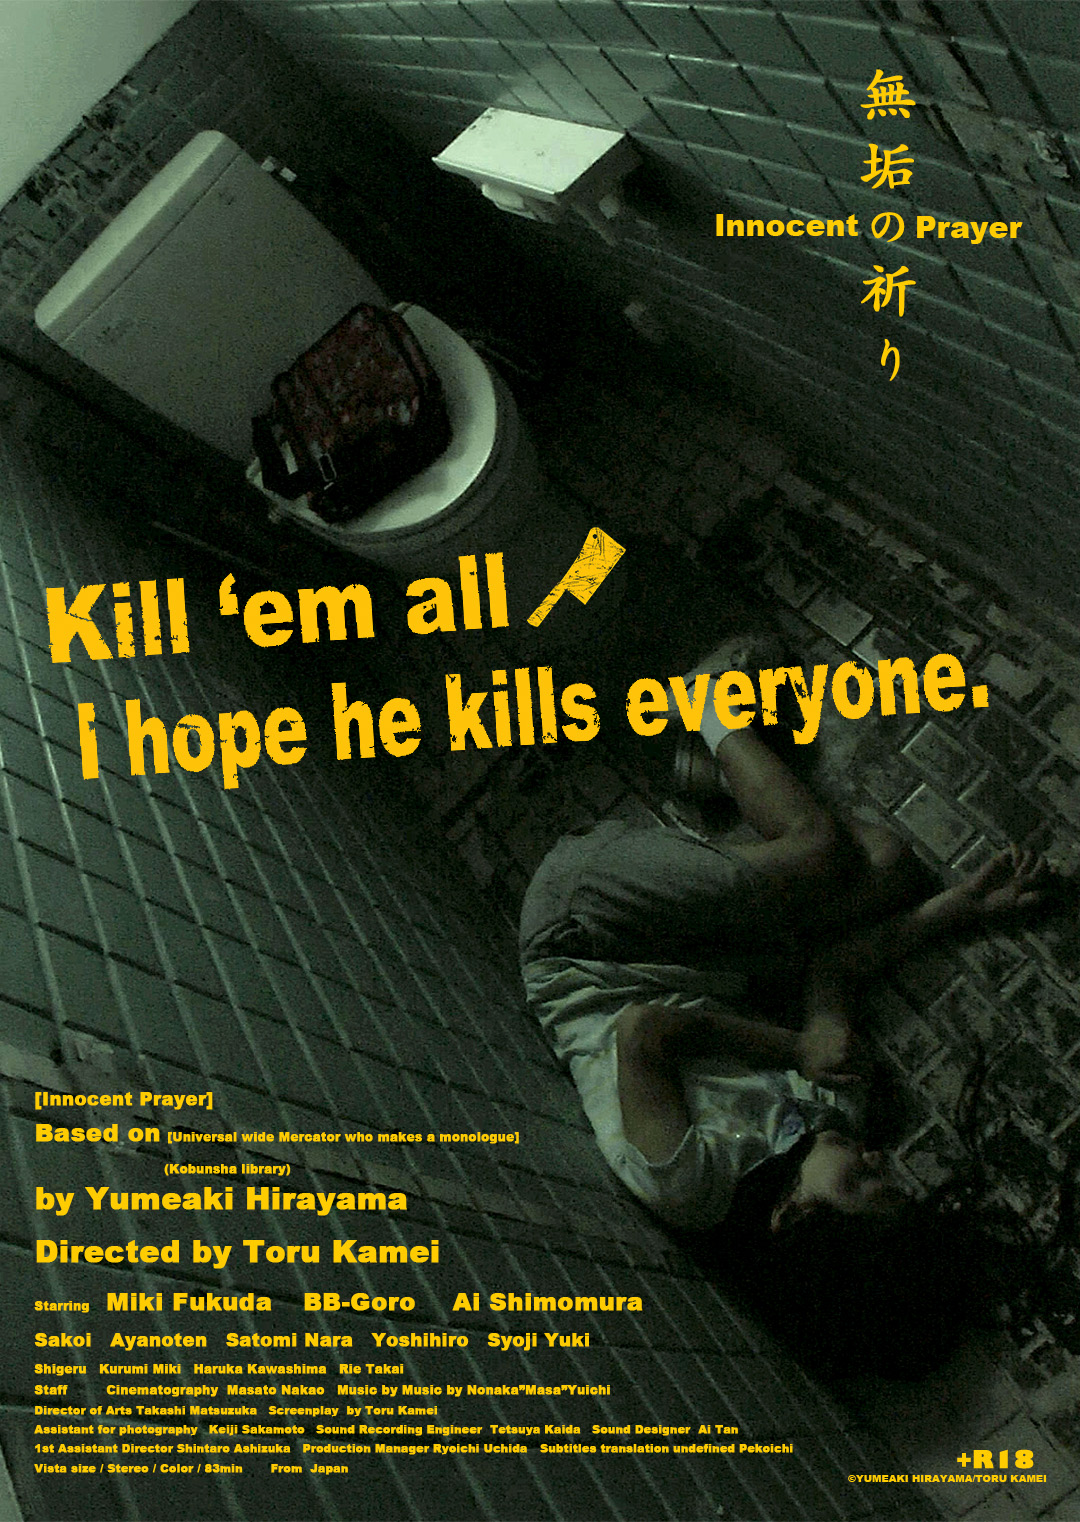 無垢の祈り
Innocent Prayer
Kill ‘em all
I hope he kills everyone.
[Innocent Prayer]
Based on [Universal wide Mercator who makes a monologue]
(Kobunsha library)
by Yumeaki Hirayama
Directed by Toru Kamei
Starring Miki Fukuda BB-Goro Ai Shimomura
Sakoi Ayanoten Satomi Nara Yoshihiro Syoji Yuki
Shigeru Kurumi Miki Haruka Kawashima Rie Takai
Staff Cinematography Masato Nakao Music by Music by Nonaka”Masa”Yuichi
Director of Arts Takashi Matsuzuka Screenplay by Toru Kamei
Assistant for photography Keiji Sakamoto Sound Recording Engineer Tetsuya Kaida Sound Designer Ai Tan
1st Assistant Director Shintaro Ashizuka Production Manager Ryoichi Uchida Subtitles translation undefined Pekoichi
Vista size / Stereo / Color / 83min From Japan
+R18
©YUMEAKI HIRAYAMA/TORU KAMEI